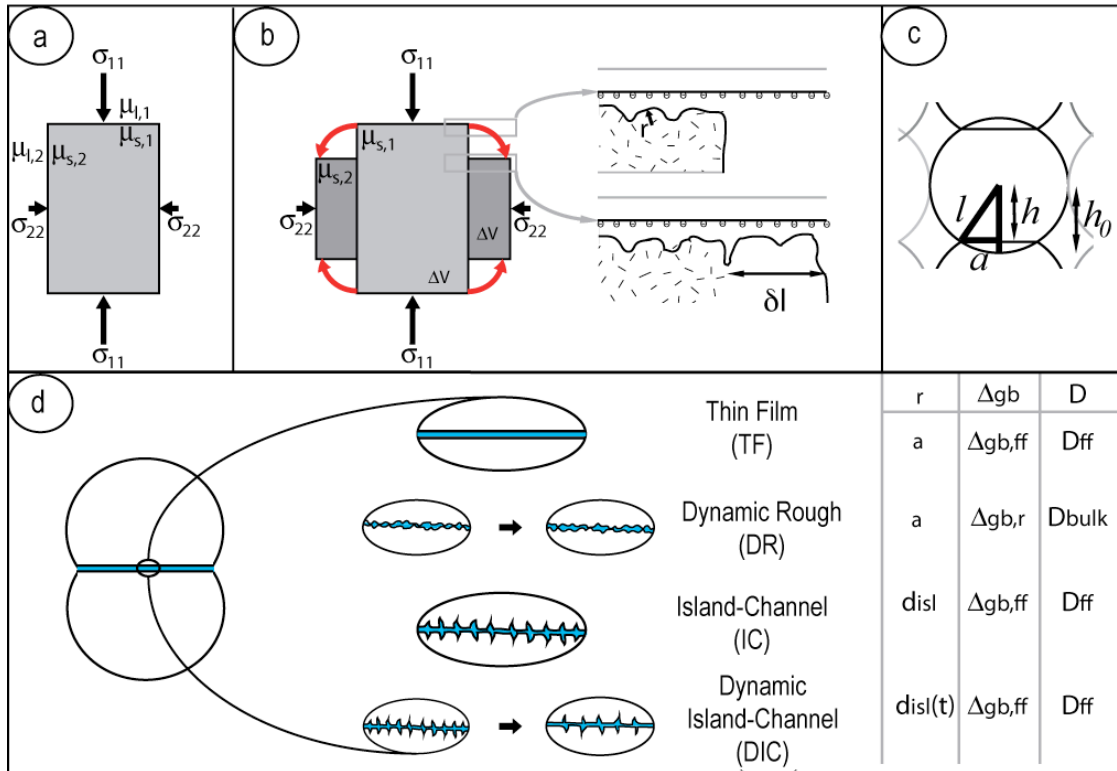 a
σ11
μl,1
μs,1
μl,2
μs,2
σ22
σ22
σ11
b
σ11
μs,1
μs,2
σ22
σ22
ΔV
ΔV
σ11
r
δl
c
l
h
h0
a
d
Thin Film
(TF)
Dynamic Rough
(DR)
Island-Channel
(IC)
Dynamic
Island-Channel
(DIC)
r Δgb D
a Δgb,ff Dff
a Δgb,r Dbulk
disl Δgb,ff Dff
disl(t) Δgb,ff Dff